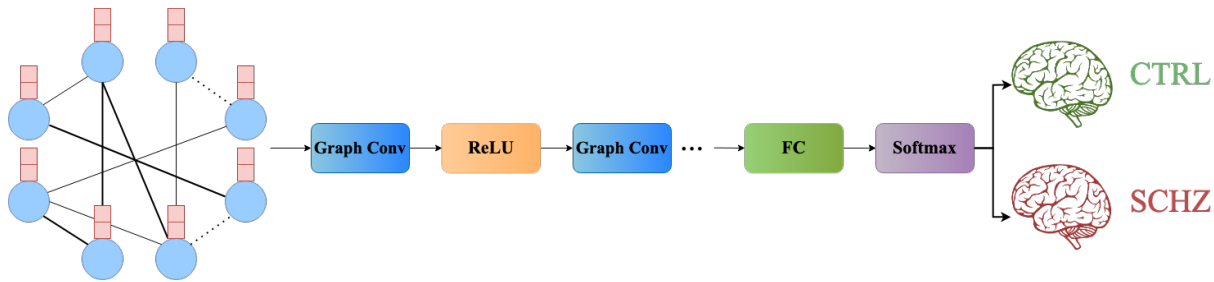 Graph Conv
ReLU
Graph Conv
...
FC
Softmax
CTRL
SCHZ